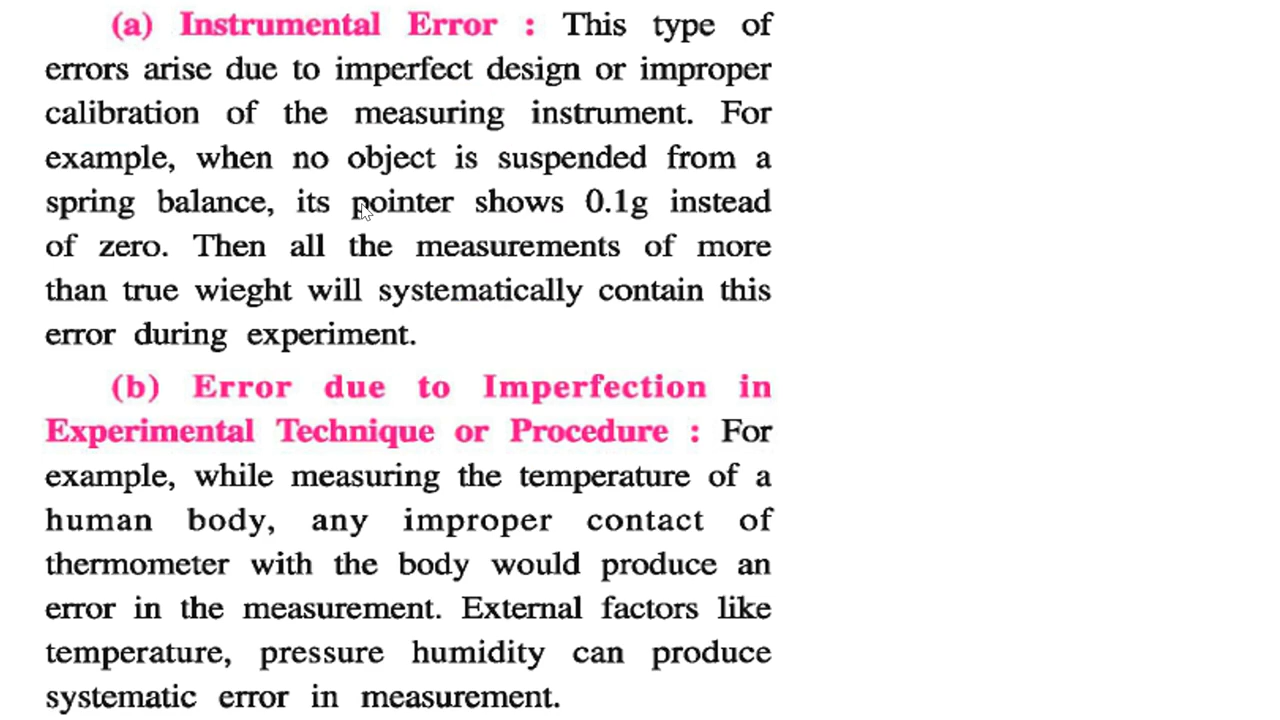 (a) Instrumental Error : This type of
errors arise due to imperfect design or improper
calibration of the measuring instrument. For
example, when no object is suspended from a
spring balance, its pointer shows 0.1g instead
of zero. Then all the measurements of more
than true wieght will systematically contain this
error during experiment.
(b) Error due to Imperfection in
Experimental Technique or Procedure : For
example, while measuring the temperature of a
human body, any improper contact of
thermometer with the body would produce an
error in the measurement. External factors like
temperature, pressure humidity can produce
systematic error in measurement.